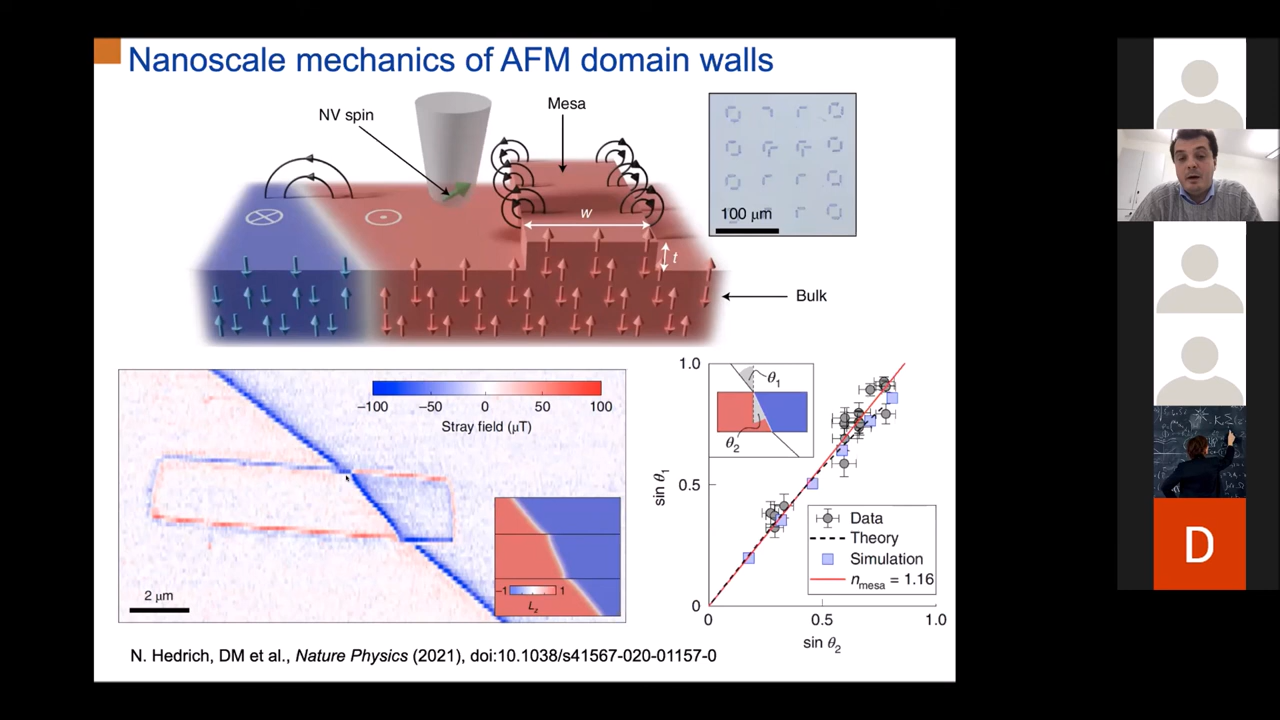 Nanoscale mechanics of AFM domain walls
NV spin
Mesa
w
t
Bulk
100 μm
−100 −50 0 50 100
Stray field (μT)
2 μm
−1 1
L_z
1.0
0.5
0
sin θ₁
θ₁
θ₂
Data
Theory
Simulation
n_mesa = 1.16
0 0.5 1.0
sin θ₂
N. Hedrich, DM et al., Nature Physics (2021), doi:10.1038/s41567-020-01157-0
D